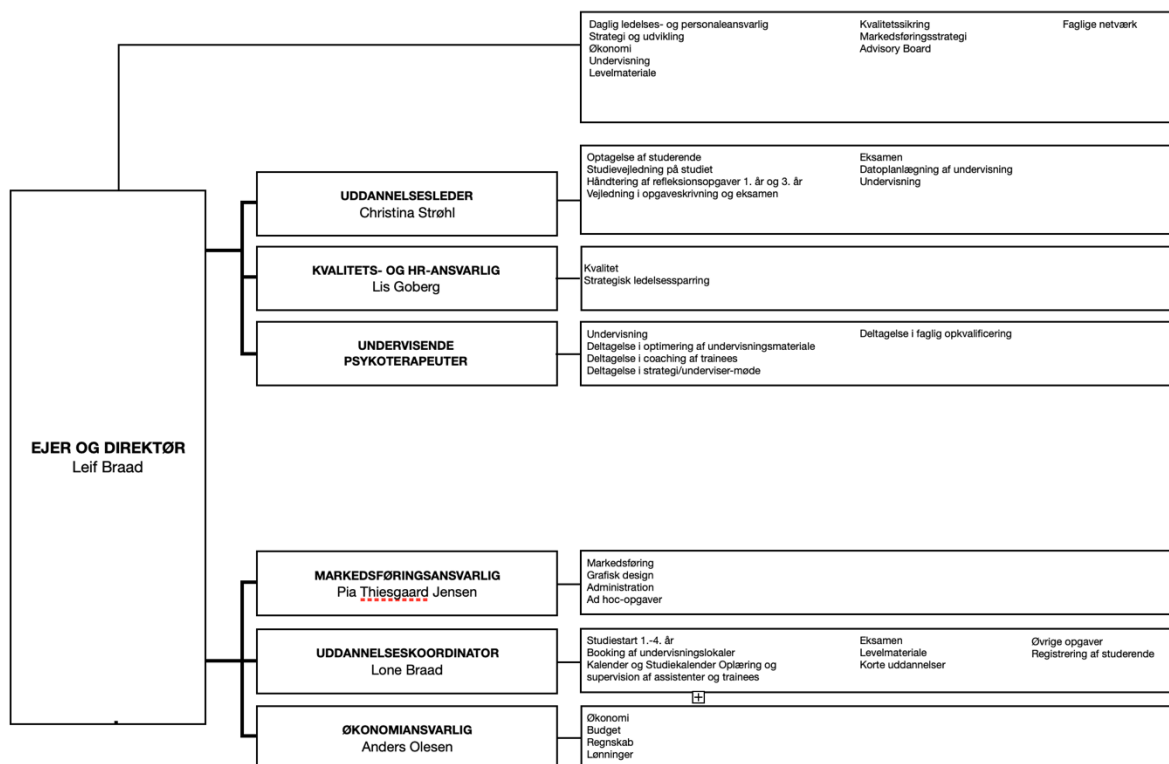 Daglig ledelses- og personaleansvarlig
Strategi og udvikling
Økonomi
Undervisning
Levelmateriale
Kvalitetssikring
Markedsføringsstrategi
Advisory Board
Faglige netværk
EJER OG DIREKTØR
Leif Braad
UDDANNELSESLEDER
Christina Strøhl
Optagelse af studerende
Studievejledning på studiet
Håndtering af refleksionsopgaver 1. år og 3. år
Vejledning i opgaveskrivning og eksamen
Eksamen
Datoplanlægning af undervisning
Undervisning
KVALITETS- OG HR-ANSVARLIG
Lis Goberg
Kvalitet
Strategisk ledelsessparring
UNDERVISENDE
PSYKOTERAPEUTER
Undervisning
Deltagelse i optimering af undervisningsmateriale
Deltagelse i coaching af trainees
Deltagelse i strategi/underviser-møde
Deltagelse i faglig opkvalificering
MARKEDSFØRINGSANSVARLIG
Pia Thiesgaard Jensen
Markedsføring
Grafisk design
Administration
Ad hoc-opgaver
UDDANNELSESKOORDINATOR
Lone Braad
Studiestart 1.-4. år
Booking af undervisningslokaler
Kalender og Studiekalender Oplæring og
supervision af assistenter og trainees
Eksamen
Levelmateriale
Korte uddannelser
Øvrige opgaver
Registrering af studerende
ØKONOMIANSVARLIG
Anders Olesen
Økonomi
Budget
Regnskab
Lønninger